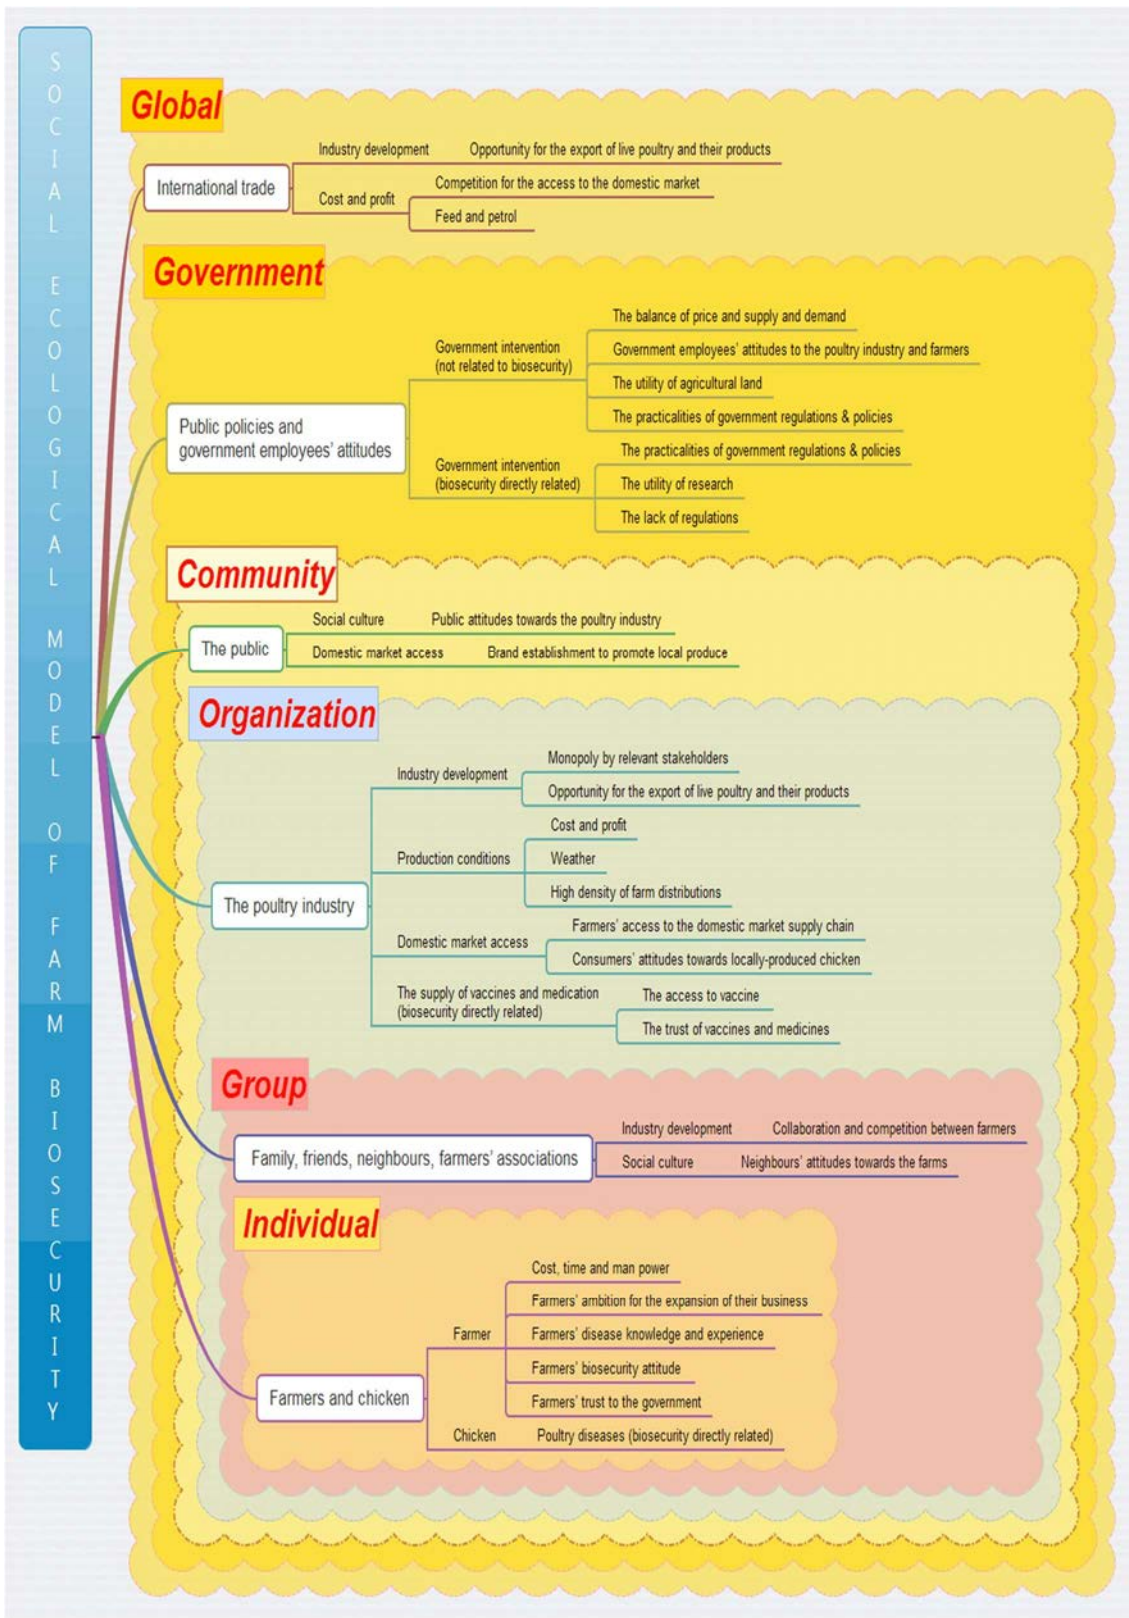 SOCIAL ECOLOGICAL MODEL OF FARM BIOSECURITY
Global
International trade
Industry development
Opportunity for the export of live poultry and their products
Cost and profit
Competition for the access to the domestic market
Feed and petrol
Government
Public policies and
government employees’ attitudes
Government intervention
(not related to biosecurity)
The balance of price and supply and demand
Government employees’ attitudes to the poultry industry and farmers
The utility of agricultural land
The practicalities of government regulations & policies
Government intervention
(biosecurity directly related)
The practicalities of government regulations & policies
The utility of research
The lack of regulations
Community
The public
Social culture
Public attitudes towards the poultry industry
Domestic market access
Brand establishment to promote local produce
Organization
The poultry industry
Industry development
Monopoly by relevant stakeholders
Opportunity for the export of live poultry and their products
Production conditions
Cost and profit
Weather
High density of farm distributions
Domestic market access
Farmers’ access to the domestic market supply chain
Consumers’ attitudes towards locally-produced chicken
The supply of vaccines and medication
(biosecurity directly related)
The access to vaccine
The trust of vaccines and medicines
Group
Family, friends, neighbours, farmers’ associations
Industry development
Collaboration and competition between farmers
Social culture
Neighbours’ attitudes towards the farms
Individual
Farmers and chicken
Farmer
Cost, time and man power
Farmers’ ambition for the expansion of their business
Farmers’ disease knowledge and experience
Farmers’ biosecurity attitude
Farmers’ trust to the government
Chicken
Poultry diseases (biosecurity directly related)